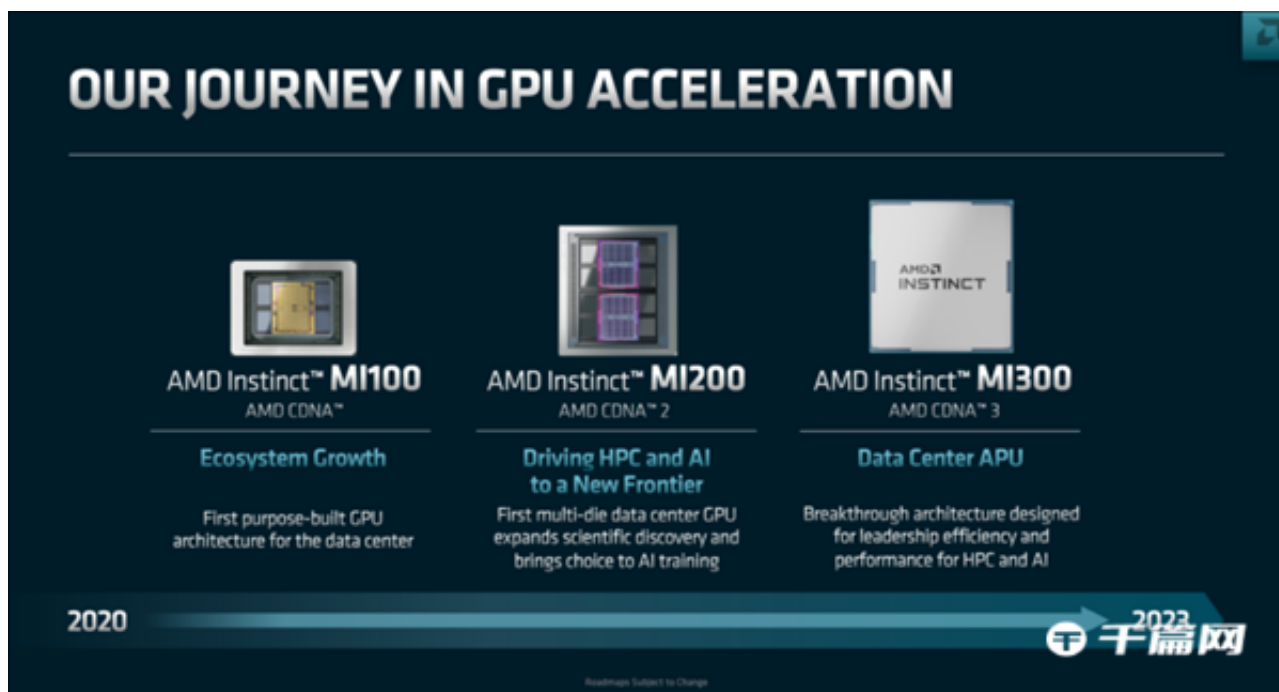 OUR JOURNEY IN GPU ACCELERATION
AMD
INSTINCT
AMD Instinct™ MI100
AMD CDNA™
Ecosystem Growth
First purpose-built GPU
architecture for the data center
AMD Instinct™ MI200
AMD CDNA™ 2
Driving HPC and AI
to a New Frontier
First multi-die data center GPU
expands scientific discovery and
brings choice to AI training
AMD Instinct™ MI300
AMD CDNA™ 3
Data Center APU
Breakthrough architecture designed
for leadership efficiency and
performance for HPC and AI
2020
2023
千篇网
Roadmaps Subject to Change